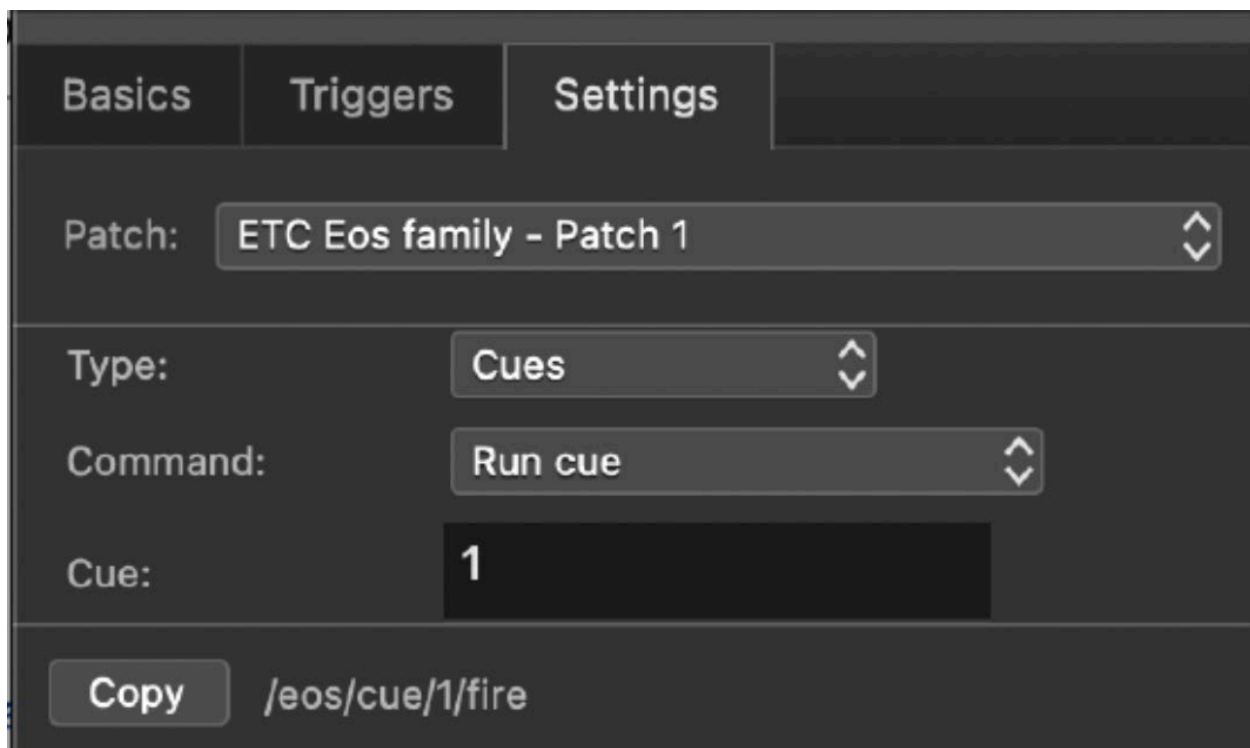 Basics Triggers Settings
Patch: ETC Eos family - Patch 1
Type: Cues
Command: Run cue
Cue: 1
Copy /eos/cue/1/fire